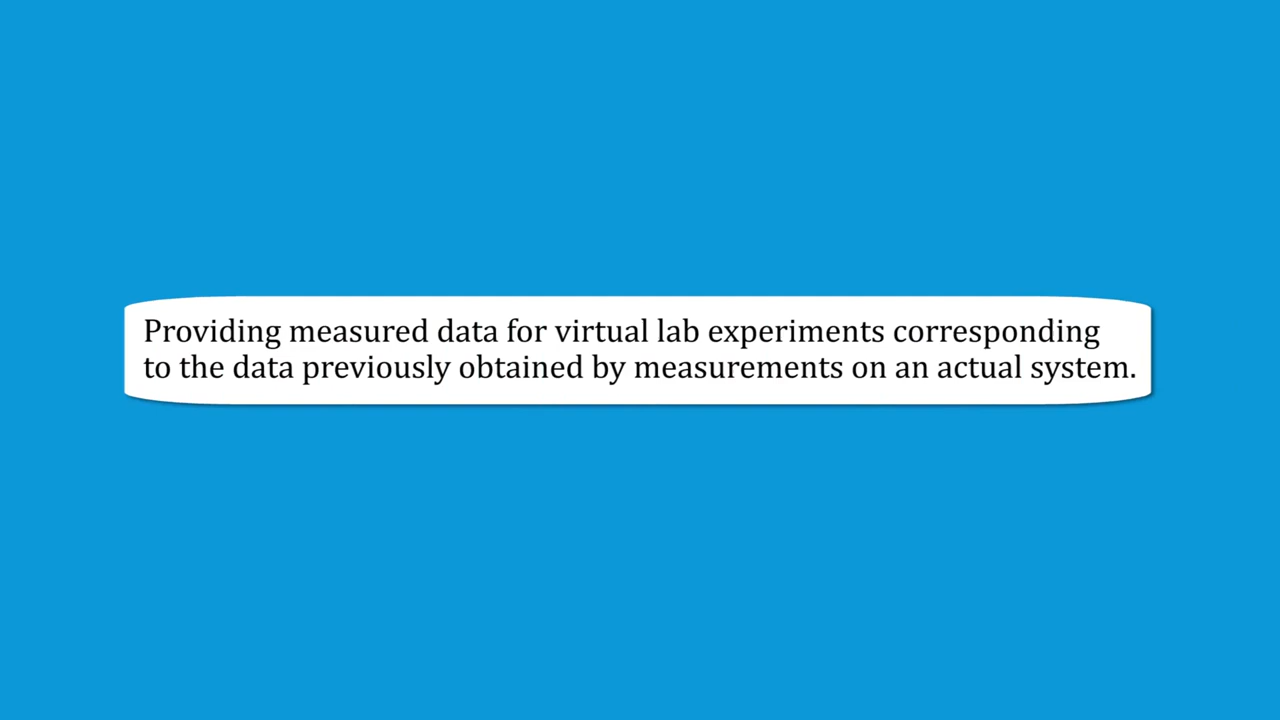 Providing measured data for virtual lab experiments corresponding
to the data previously obtained by measurements on an actual system.